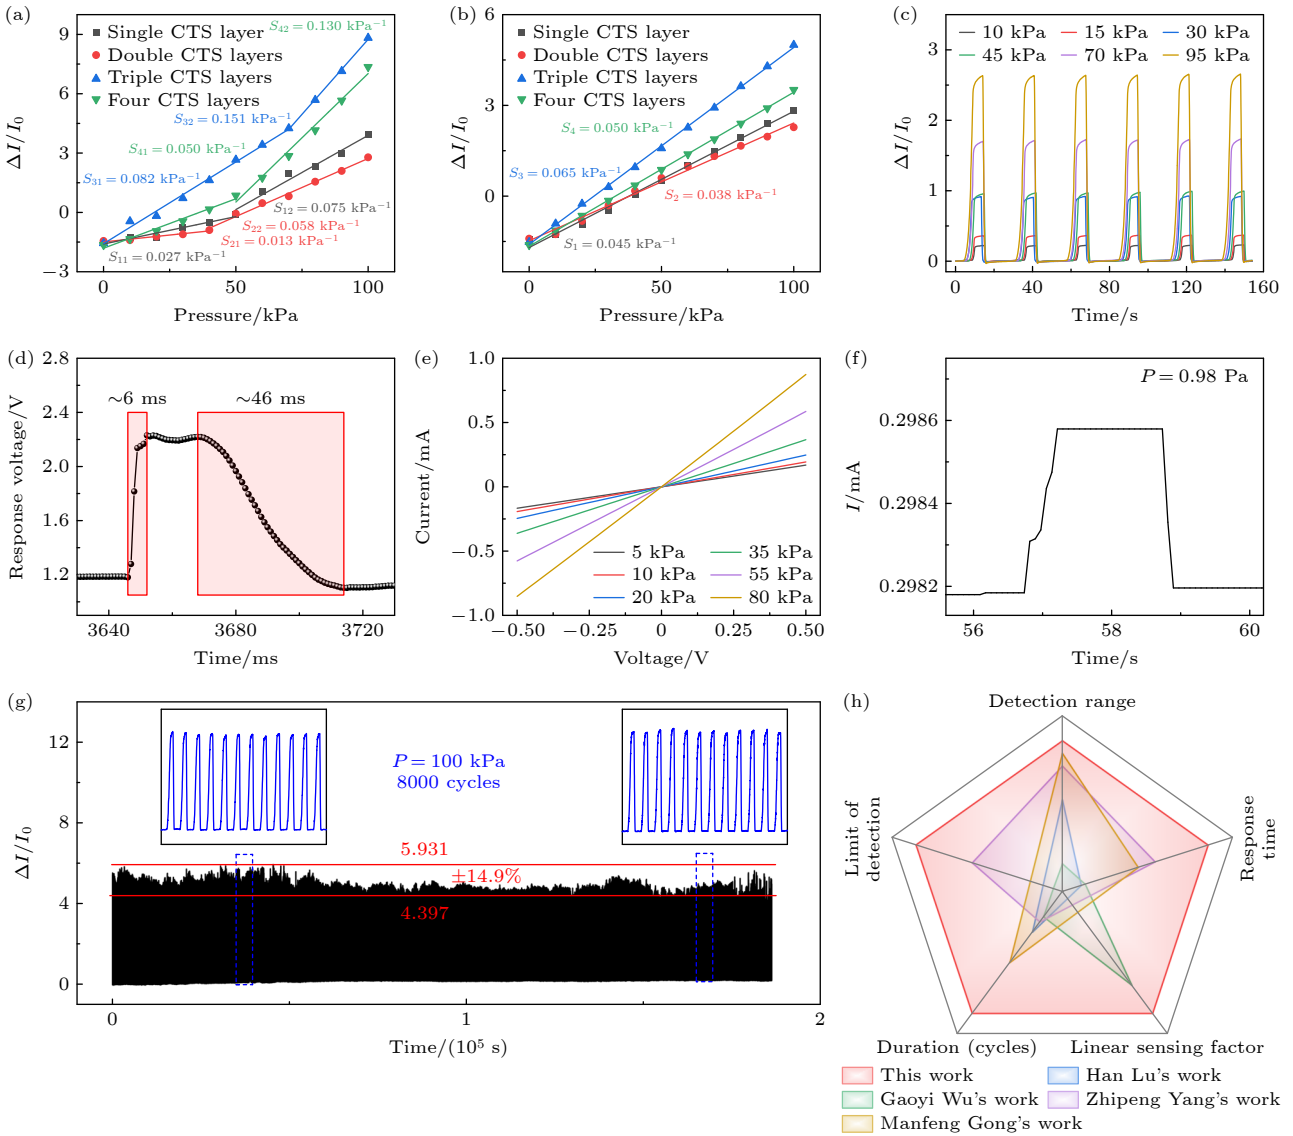 (a)
S42 = 0.130 kPa−1
Single CTS layer
Double CTS layers
Triple CTS layers
Four CTS layers
S32 = 0.151 kPa−1
S41 = 0.050 kPa−1
S31 = 0.082 kPa−1
S12 = 0.075 kPa−1
S22 = 0.058 kPa−1
S21 = 0.013 kPa−1
S11 = 0.027 kPa−1
9
6
3
0
−3
ΔI/I0
0
50
100
Pressure/kPa
(b)
Single CTS layer
Double CTS layers
Triple CTS layers
Four CTS layers
S4 = 0.050 kPa−1
S3 = 0.065 kPa−1
S2 = 0.038 kPa−1
S1 = 0.045 kPa−1
6
3
0
ΔI/I0
0
50
100
Pressure/kPa
(c)
10 kPa
15 kPa
30 kPa
45 kPa
70 kPa
95 kPa
3
2
1
0
ΔI/I0
0
40
80
120
160
Time/s
(d)
~6 ms
~46 ms
2.8
2.4
2.0
1.6
1.2
Response voltage/V
3640
3680
3720
Time/ms
(e)
1.0
0.5
0
−0.5
−1.0
Current/mA
5 kPa
10 kPa
20 kPa
35 kPa
55 kPa
80 kPa
−0.50
−0.25
0
0.25
0.50
Voltage/V
(f)
P = 0.98 Pa
0.2986
0.2984
0.2982
I/mA
56
58
60
Time/s
(g)
P = 100 kPa
8000 cycles
5.931
±14.9%
4.397
12
8
4
0
ΔI/I0
0
1
2
Time/(10⁵ s)
(h)
Detection range
Response time
Linear sensing factor
Duration (cycles)
Limit of detection
This work
Gaoyi Wu's work
Manfeng Gong's work
Han Lu's work
Zhipeng Yang's work